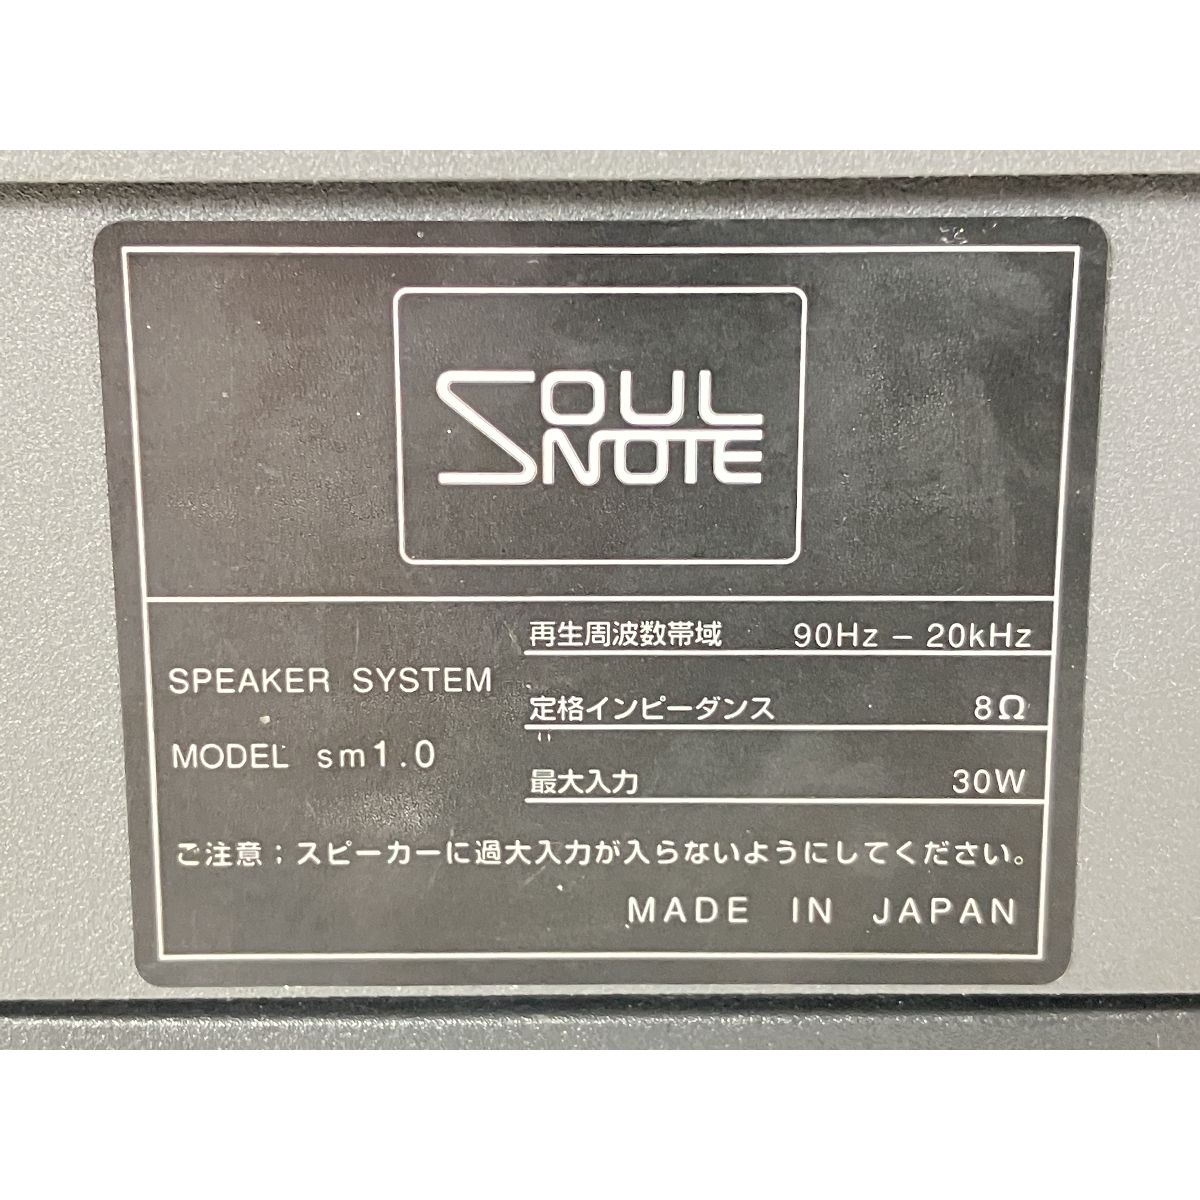 SOUL
NOTE
SPEAKER SYSTEM
MODEL sm1.0
再生周波数帯域 90Hz – 20kHz
定格インピーダンス 8Ω
最大入力 30W
ご注意；スピーカーに過大入力が入らないようにしてください。
MADE IN JAPAN